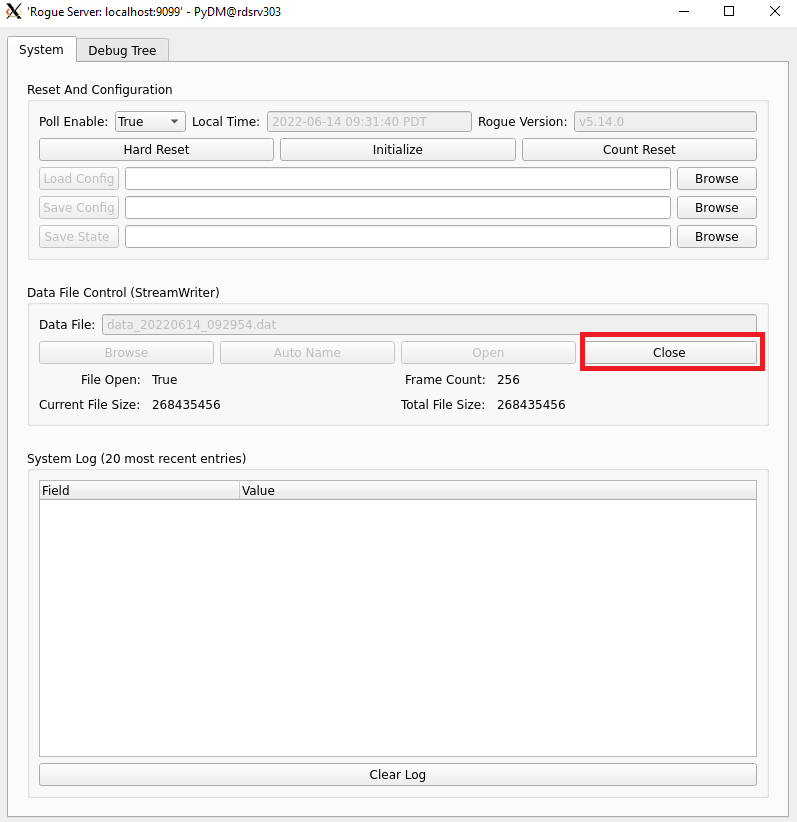 'Rogue Server: localhost:9099' - PyDM@rdsrv303
System Debug Tree
Reset And Configuration
Poll Enable: True Local Time: 2022-06-14 09:31:40 PDT Rogue Version: v5.14.0
Hard Reset Initialize Count Reset
Load Config Browse
Save Config Browse
Save State Browse
Data File Control (StreamWriter)
Data File: data_20220614_092954.dat
Browse Auto Name Open Close
File Open: True Frame Count: 256
Current File Size: 268435456 Total File Size: 268435456
System Log (20 most recent entries)
Field Value
Clear Log